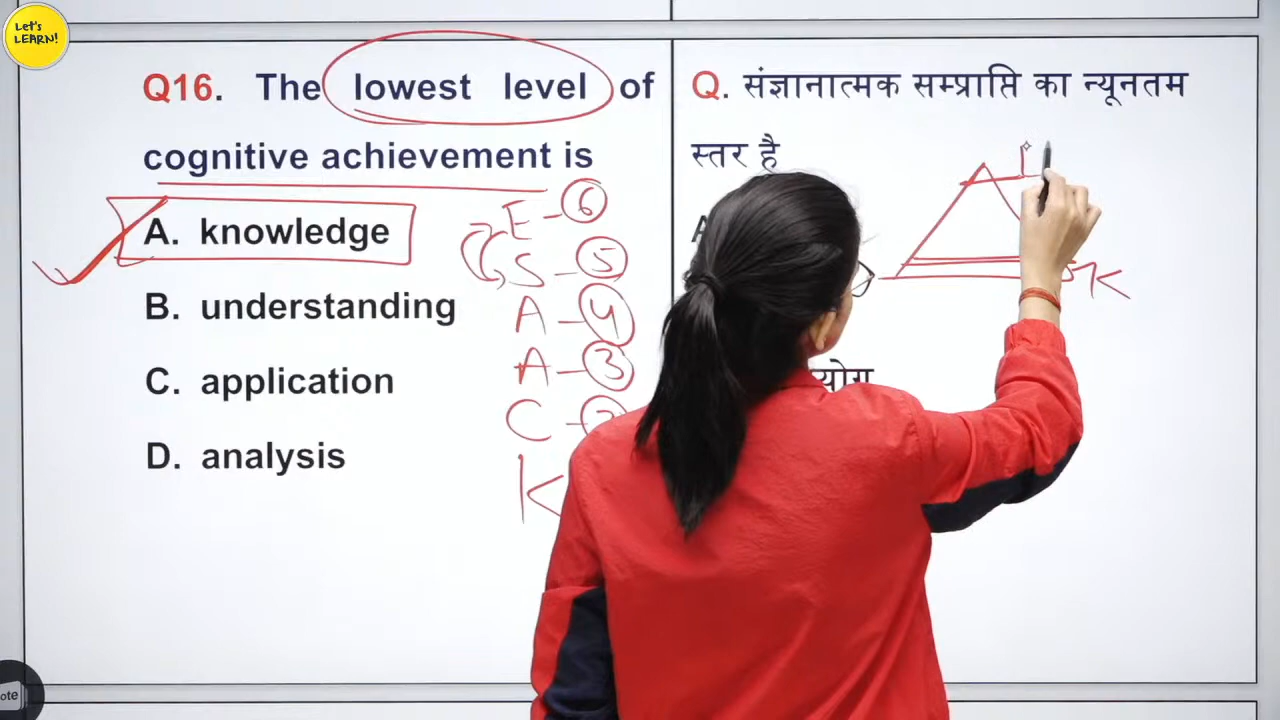 Let's
LEARN!
Q16. The lowest level of
cognitive achievement is
A. knowledge
B. understanding
C. application
D. analysis
E - 6
S - 5
A - 4
A - 3
C -
K
Q. संज्ञानात्मक सम्प्राप्ति का न्यूनतम
स्तर है
K